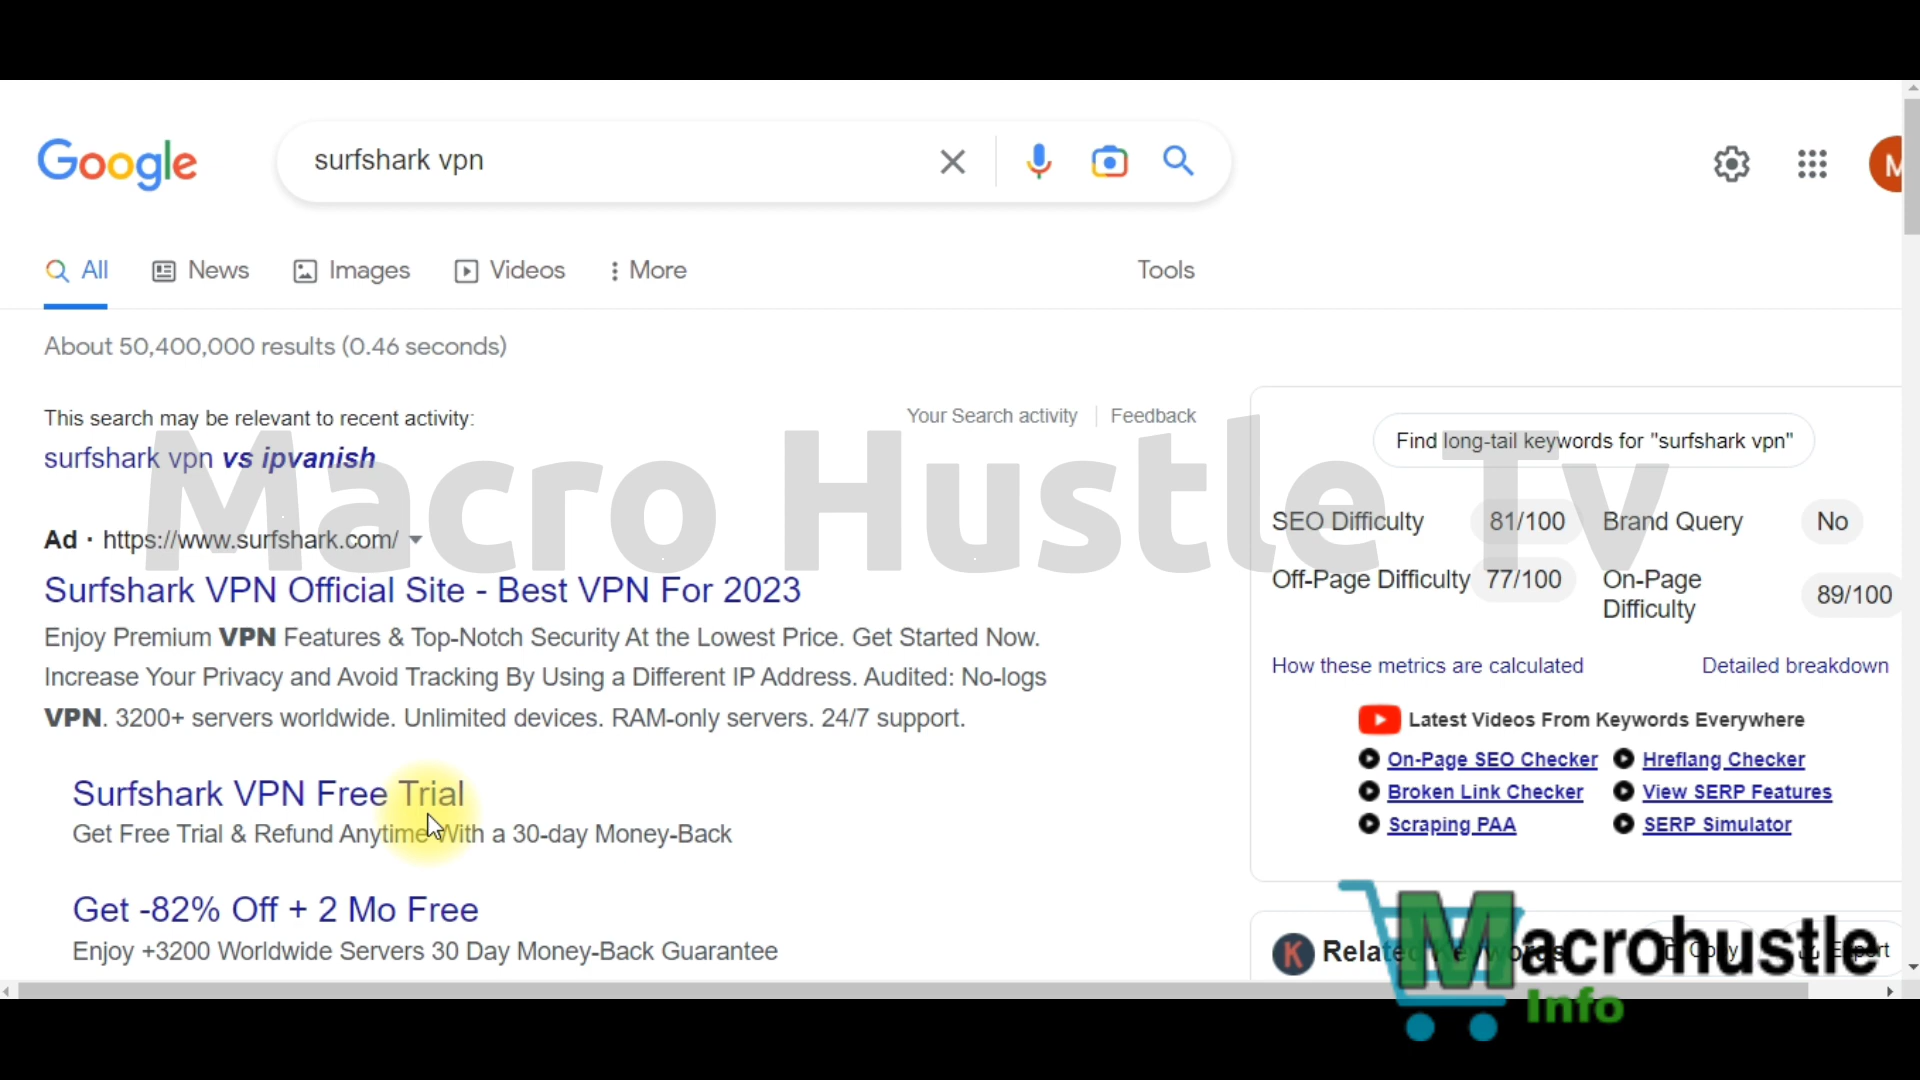 Google
surfshark vpn
M
All
News
Images
Videos
More
Tools
About 50,400,000 results (0.46 seconds)
This search may be relevant to recent activity:
Your Search activity
Feedback
surfshark vpn vs ipvanish
Ad · https://www.surfshark.com/
Surfshark VPN Official Site - Best VPN For 2023
Enjoy Premium VPN Features & Top-Notch Security At the Lowest Price. Get Started Now.
Increase Your Privacy and Avoid Tracking By Using a Different IP Address. Audited: No-logs
VPN. 3200+ servers worldwide. Unlimited devices. RAM-only servers. 24/7 support.
Surfshark VPN Free Trial
Get Free Trial & Refund Anytime With a 30-day Money-Back
Get -82% Off + 2 Mo Free
Enjoy +3200 Worldwide Servers 30 Day Money-Back Guarantee
Find long-tail keywords for "surfshark vpn"
SEO Difficulty 81/100 Brand Query No
Off-Page Difficulty 77/100 On-Page
Difficulty 89/100
How these metrics are calculated
Detailed breakdown
Latest Videos From Keywords Everywhere
On-Page SEO Checker
Hreflang Checker
Broken Link Checker
View SERP Features
Scraping PAA
SERP Simulator
K Related Keywords
Copy
Export
Macro Hustle Tv
Macrohustle
Info